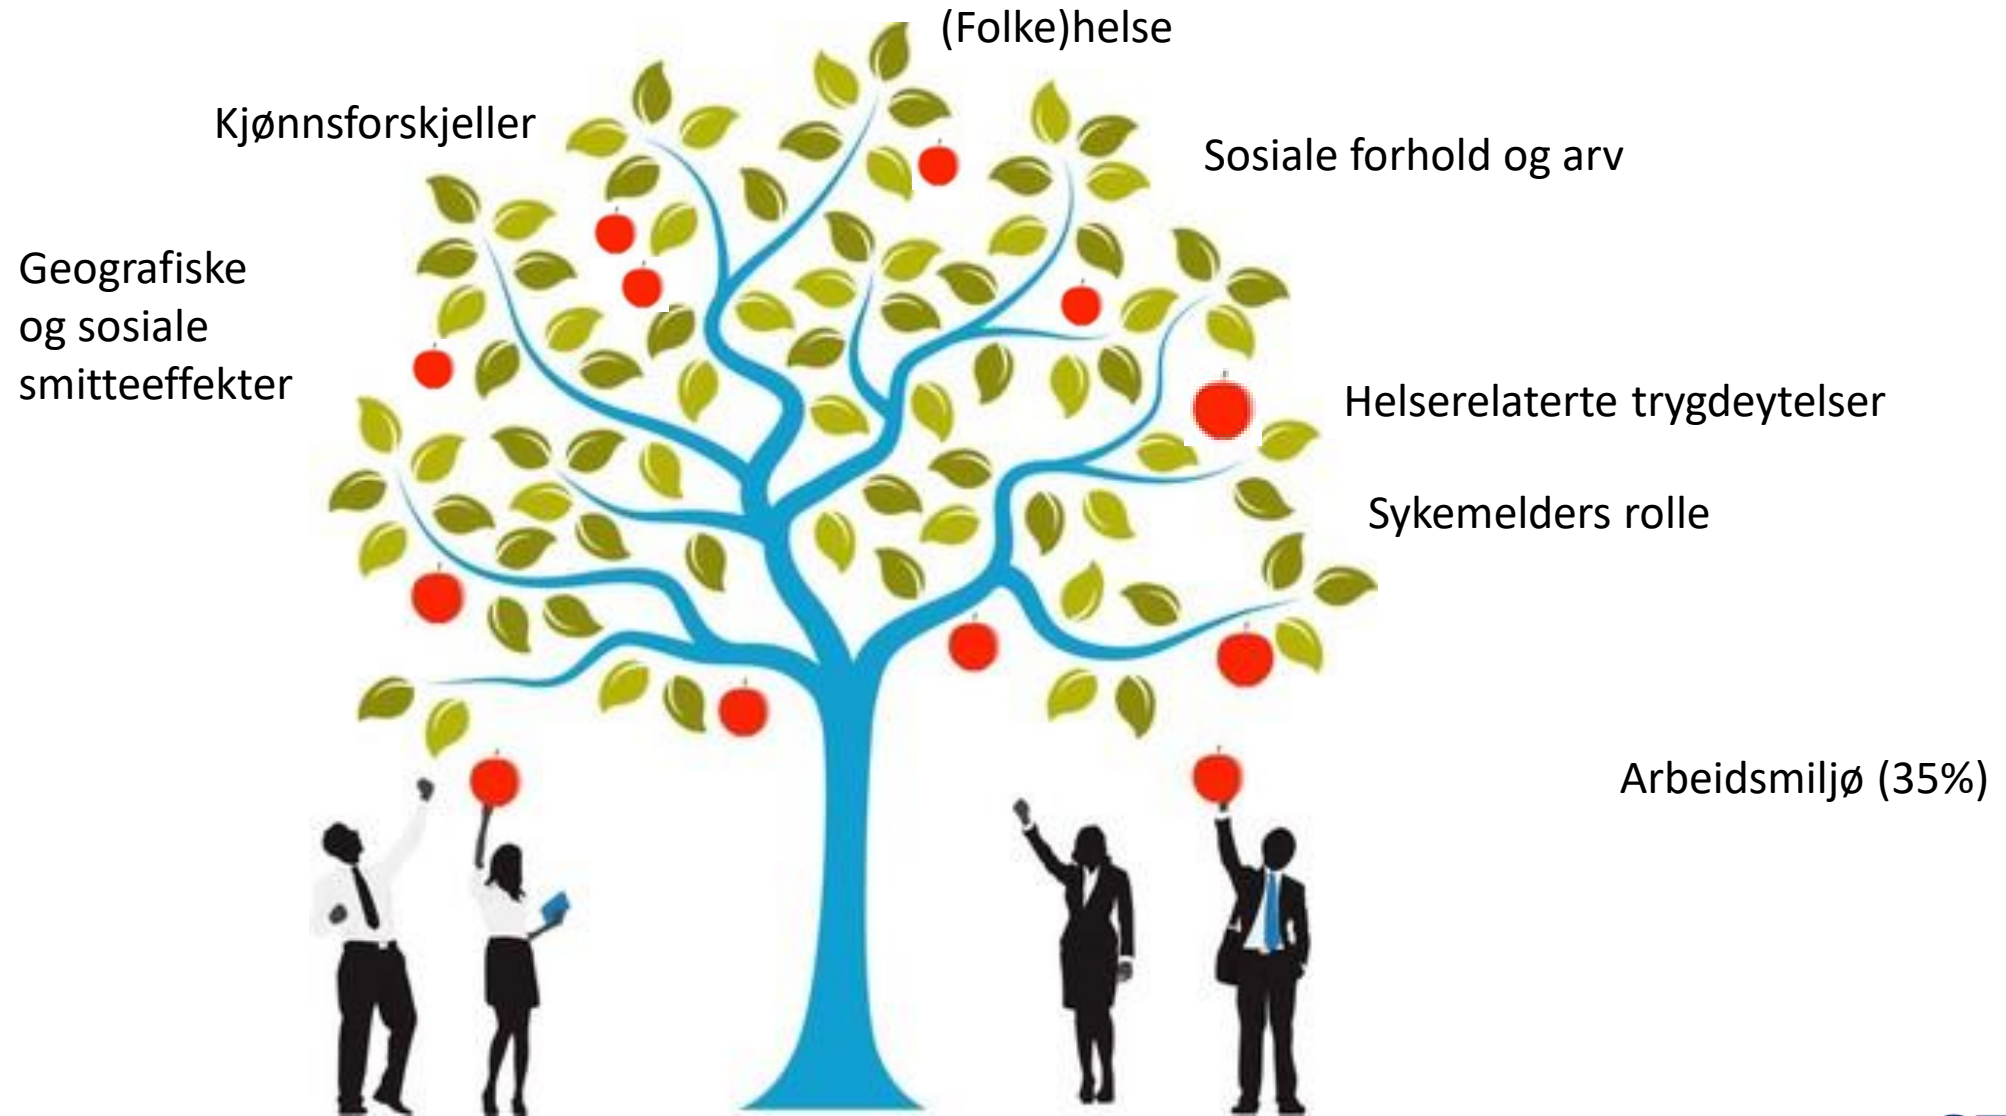 (Folke)helse
Kjønnsforskjeller
Sosiale forhold og arv
Geografiske
og sosiale
smitteeffekter
Helserelaterte trygdeytelser
Sykemelders rolle
Arbeidsmiljø (35%)